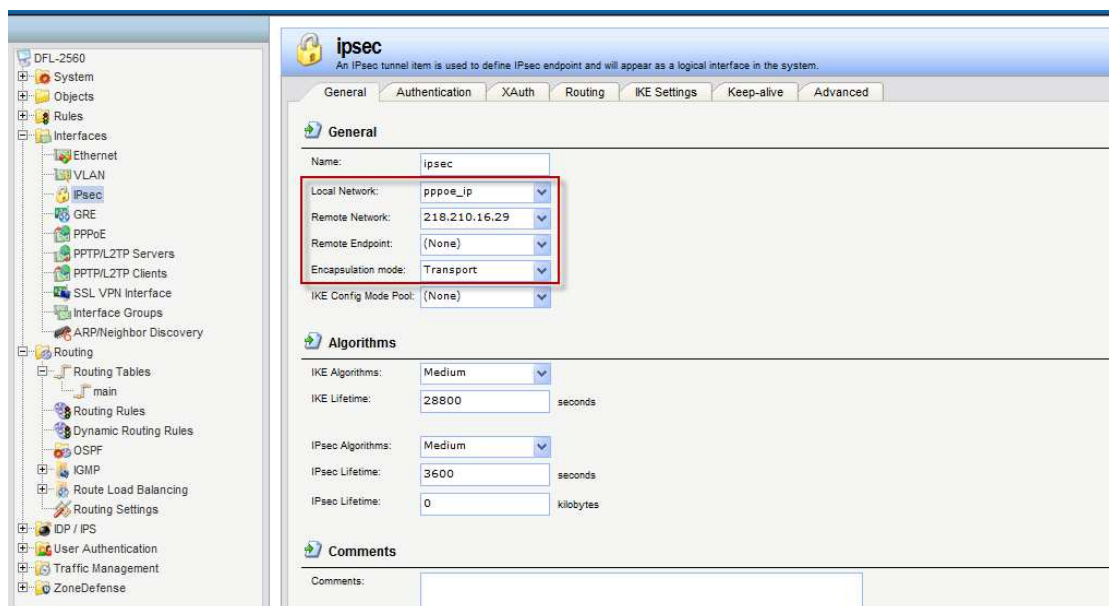 DFL-2560
System
Objects
Rules
Interfaces
Ethernet
VLAN
IPsec
GRE
PPPoE
PPTP/L2TP Servers
PPTP/L2TP Clients
SSL VPN Interface
Interface Groups
ARP/Neighbor Discovery
Routing
Routing Tables
main
Routing Rules
Dynamic Routing Rules
OSPF
IGMP
Route Load Balancing
Routing Settings
IDP / IPS
User Authentication
Traffic Management
ZoneDefense
ipsec
An IPsec tunnel item is used to define IPsec endpoint and will appear as a logical interface in the system.
General Authentication XAuth Routing IKE Settings Keep-alive Advanced
General
Name: ipsec
Local Network: pppoe_ip
Remote Network: 218.210.16.29
Remote Endpoint: (None)
Encapsulation mode: Transport
IKE Config Mode Pool: (None)
Algorithms
IKE Algorithms: Medium
IKE Lifetime: 28800 seconds
IPsec Algorithms: Medium
IPsec Lifetime: 3600 seconds
IPsec Lifetime: 0 kilobytes
Comments
Comments: